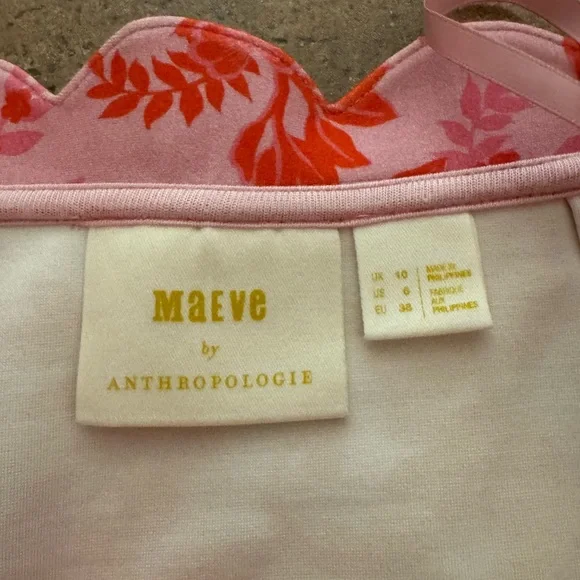 MAEVE
by
ANTHROPOLOGIE
UK 10
US 6
EU 38
MADE IN
PHILIPPINES
FABRIQUÉ
AUX
PHILIPPINES